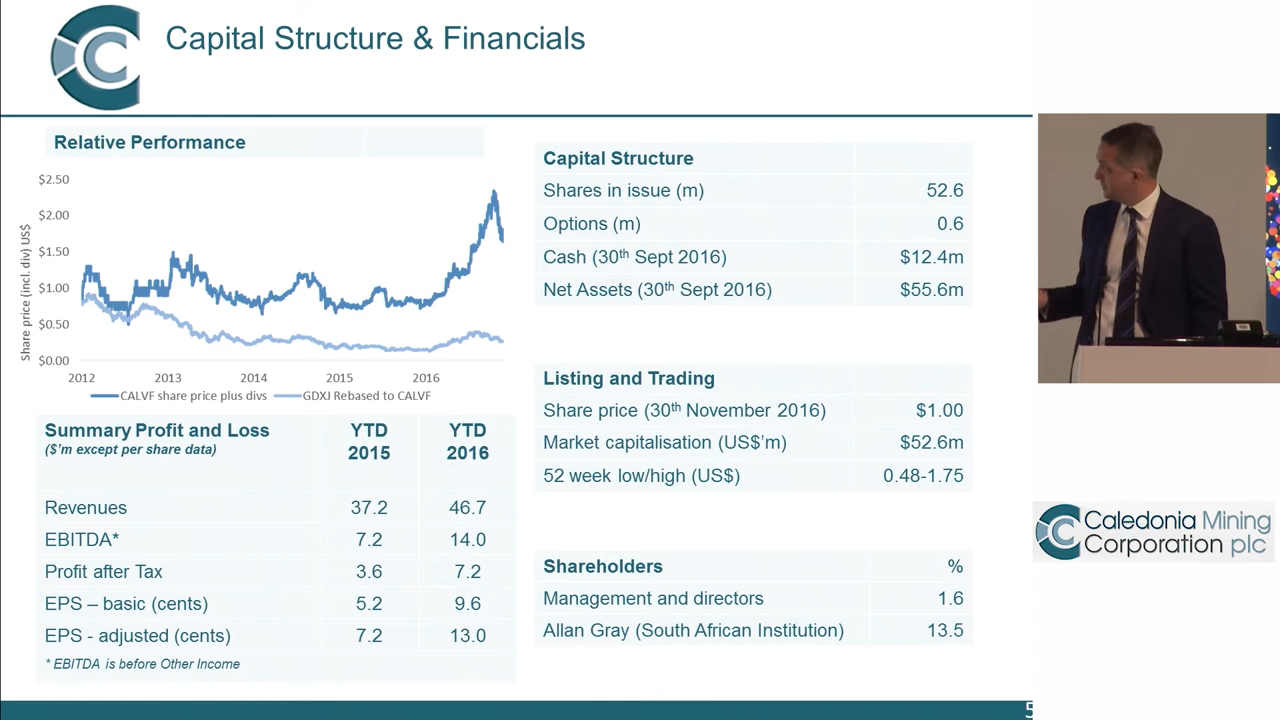 Capital Structure & Financials
Relative Performance
Share price (incl. div) US$
$2.50
$2.00
$1.50
$1.00
$0.50
$0.00
2012 2013 2014 2015 2016
CALVF share price plus divs GDXJ Rebased to CALVF
Summary Profit and Loss YTD 2015 YTD 2016
($'m except per share data)
Revenues 37.2 46.7
EBITDA* 7.2 14.0
Profit after Tax 3.6 7.2
EPS – basic (cents) 5.2 9.6
EPS - adjusted (cents) 7.2 13.0
* EBITDA is before Other Income
Capital Structure
Shares in issue (m) 52.6
Options (m) 0.6
Cash (30th Sept 2016) $12.4m
Net Assets (30th Sept 2016) $55.6m
Listing and Trading
Share price (30th November 2016) $1.00
Market capitalisation (US$'m) $52.6m
52 week low/high (US$) 0.48-1.75
Shareholders %
Management and directors 1.6
Allan Gray (South African Institution) 13.5
Caledonia Mining
Corporation plc
5